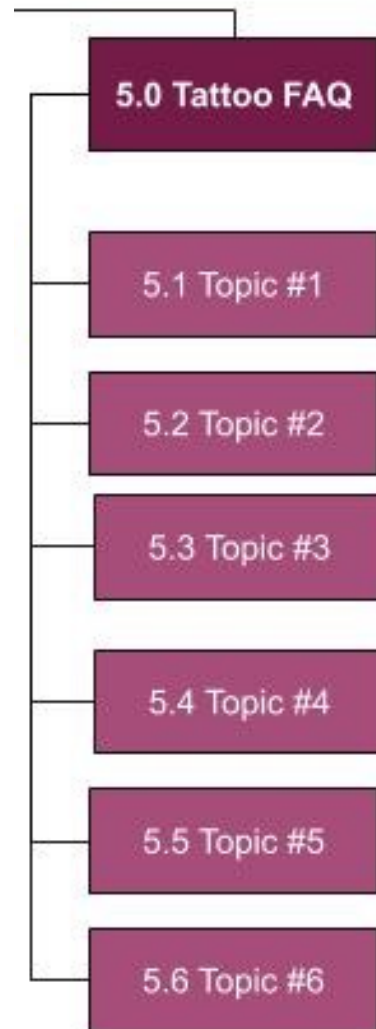 5.0 Tattoo FAQ
5.1 Topic #1
5.2 Topic #2
5.3 Topic #3
5.4 Topic #4
5.5 Topic #5
5.6 Topic #6